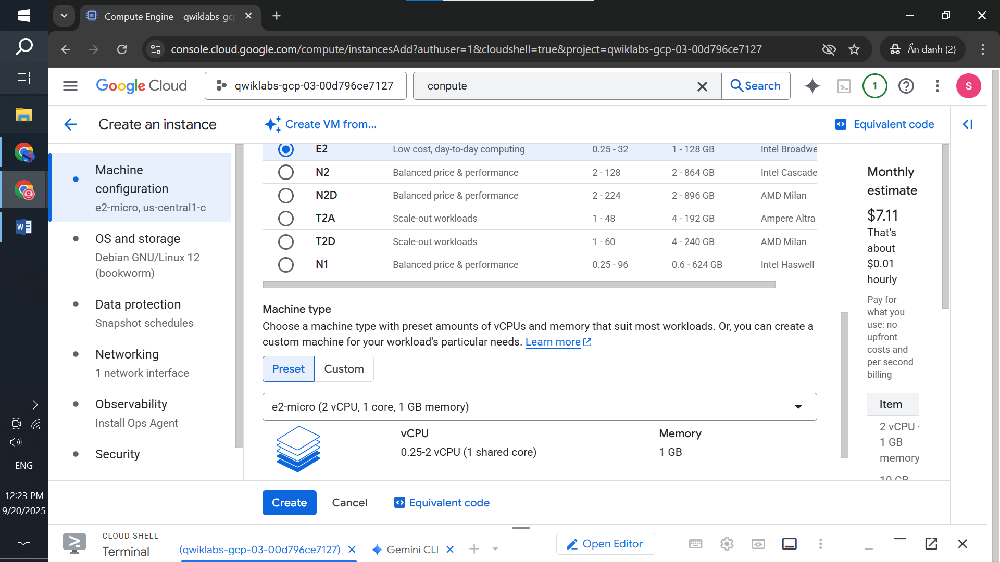 Compute Engine – qwiklabs-gcp
console.cloud.google.com/compute/instancesAdd?authuser=1&cloudshell=true&project=qwiklabs-gcp-03-00d796ce7127
Ẩn danh (2)
Google Cloud
qwiklabs-gcp-03-00d796ce7127
conpute
Search
1
S
Create an instance
Create VM from...
Equivalent code
Machine configuration
e2-micro, us-central1-c
OS and storage
Debian GNU/Linux 12
(bookworm)
Data protection
Snapshot schedules
Networking
1 network interface
Observability
Install Ops Agent
Security
E2 Low cost, day-to-day computing 0.25 - 32 1 - 128 GB Intel Broadwe
N2 Balanced price & performance 2 - 128 2 - 864 GB Intel Cascade
N2D Balanced price & performance 2 - 224 2 - 896 GB AMD Milan
T2A Scale-out workloads 1 - 48 4 - 192 GB Ampere Altra
T2D Scale-out workloads 1 - 60 4 - 240 GB AMD Milan
N1 Balanced price & performance 0.25 - 96 0.6 - 624 GB Intel Haswell
Machine type
Choose a machine type with preset amounts of vCPUs and memory that suit most workloads. Or, you can create a
custom machine for your workload's particular needs. Learn more
Preset Custom
e2-micro (2 vCPU, 1 core, 1 GB memory)
vCPU Memory
0.25-2 vCPU (1 shared core) 1 GB
Monthly
estimate
$7.11
That's
about
$0.01
hourly
Pay for
what you
use: no
upfront
costs and
per second
billing
Item
2 vCPU +
1 GB
memory
10 GB
Create Cancel Equivalent code
CLOUD SHELL
Terminal
(qwiklabs-gcp-03-00d796ce7127)
Gemini CLI
Open Editor
ENG
12:23 PM
9/20/2025